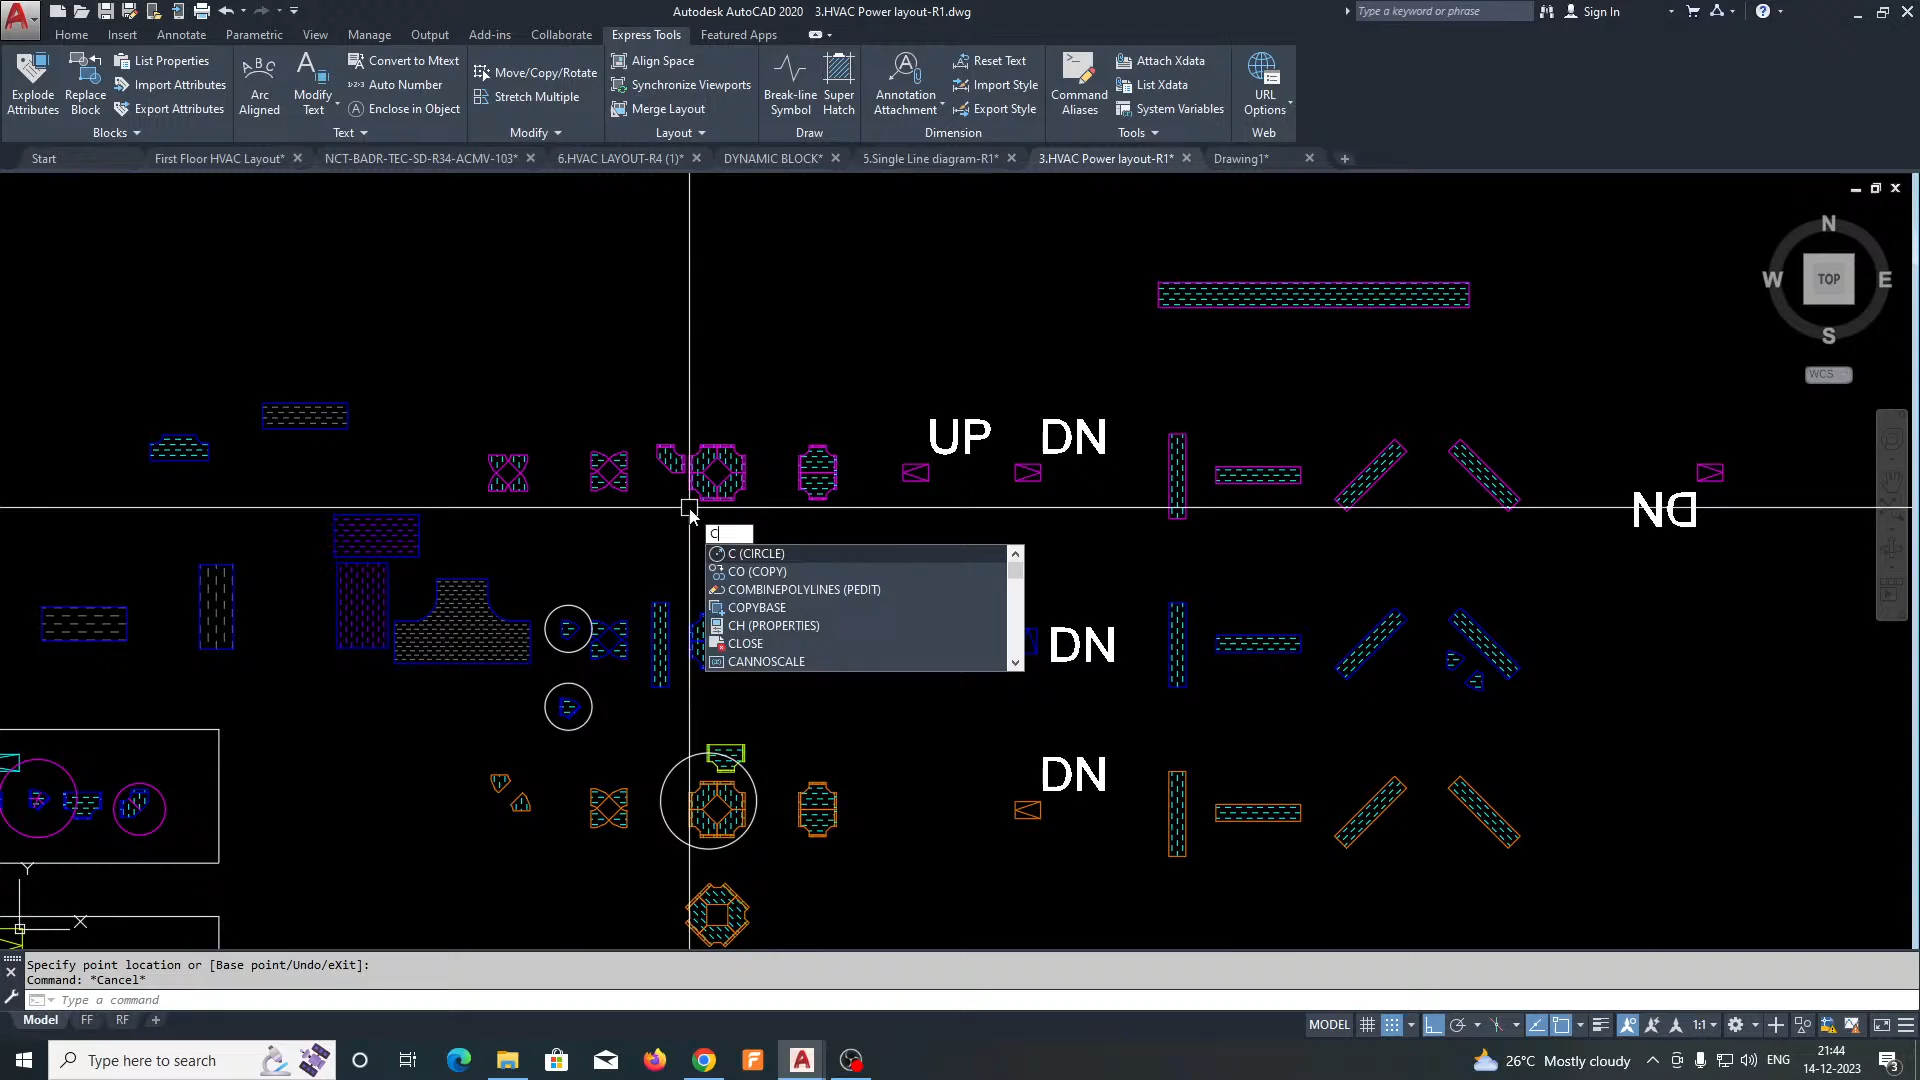 Autodesk AutoCAD 2020   3.HVAC Power layout-R1.dwg
Type a keyword or phrase
Sign In
Home Insert Annotate Parametric View Manage Output Add-ins Collaborate Express Tools Featured Apps
Explode Attributes
Replace Block
List Properties
Import Attributes
Export Attributes
Blocks
Arc Aligned
Modify Text
Convert to Mtext
Auto Number
Enclose in Object
Text
Move/Copy/Rotate
Stretch Multiple
Modify
Align Space
Synchronize Viewports
Merge Layout
Layout
Break-line Symbol
Super Hatch
Draw
Annotation Attachment
Reset Text
Import Style
Export Style
Dimension
Command Aliases
Attach Xdata
List Xdata
System Variables
Tools
URL Options
Web
Start
First Floor HVAC Layout*
NCT-BADR-TEC-SD-R34-ACMV-103*
6.HVAC LAYOUT-R4 (1)*
DYNAMIC BLOCK*
5.Single Line diagram-R1*
3.HVAC Power layout-R1*
Drawing1*
N
W TOP E
S
WCS
UP DN
DN
C
C (CIRCLE)
CO (COPY)
COMBINEPOLYLINES (PEDIT)
COPYBASE
CH (PROPERTIES)
CLOSE
CANNOSCALE
DN
DN
Y
X
Specify point location or [Base point/Undo/eXit]:
Command: *Cancel*
Type a command
Model FF RF
MODEL 1:1
Type here to search
26°C Mostly cloudy
ENG
21:44
14-12-2023
3